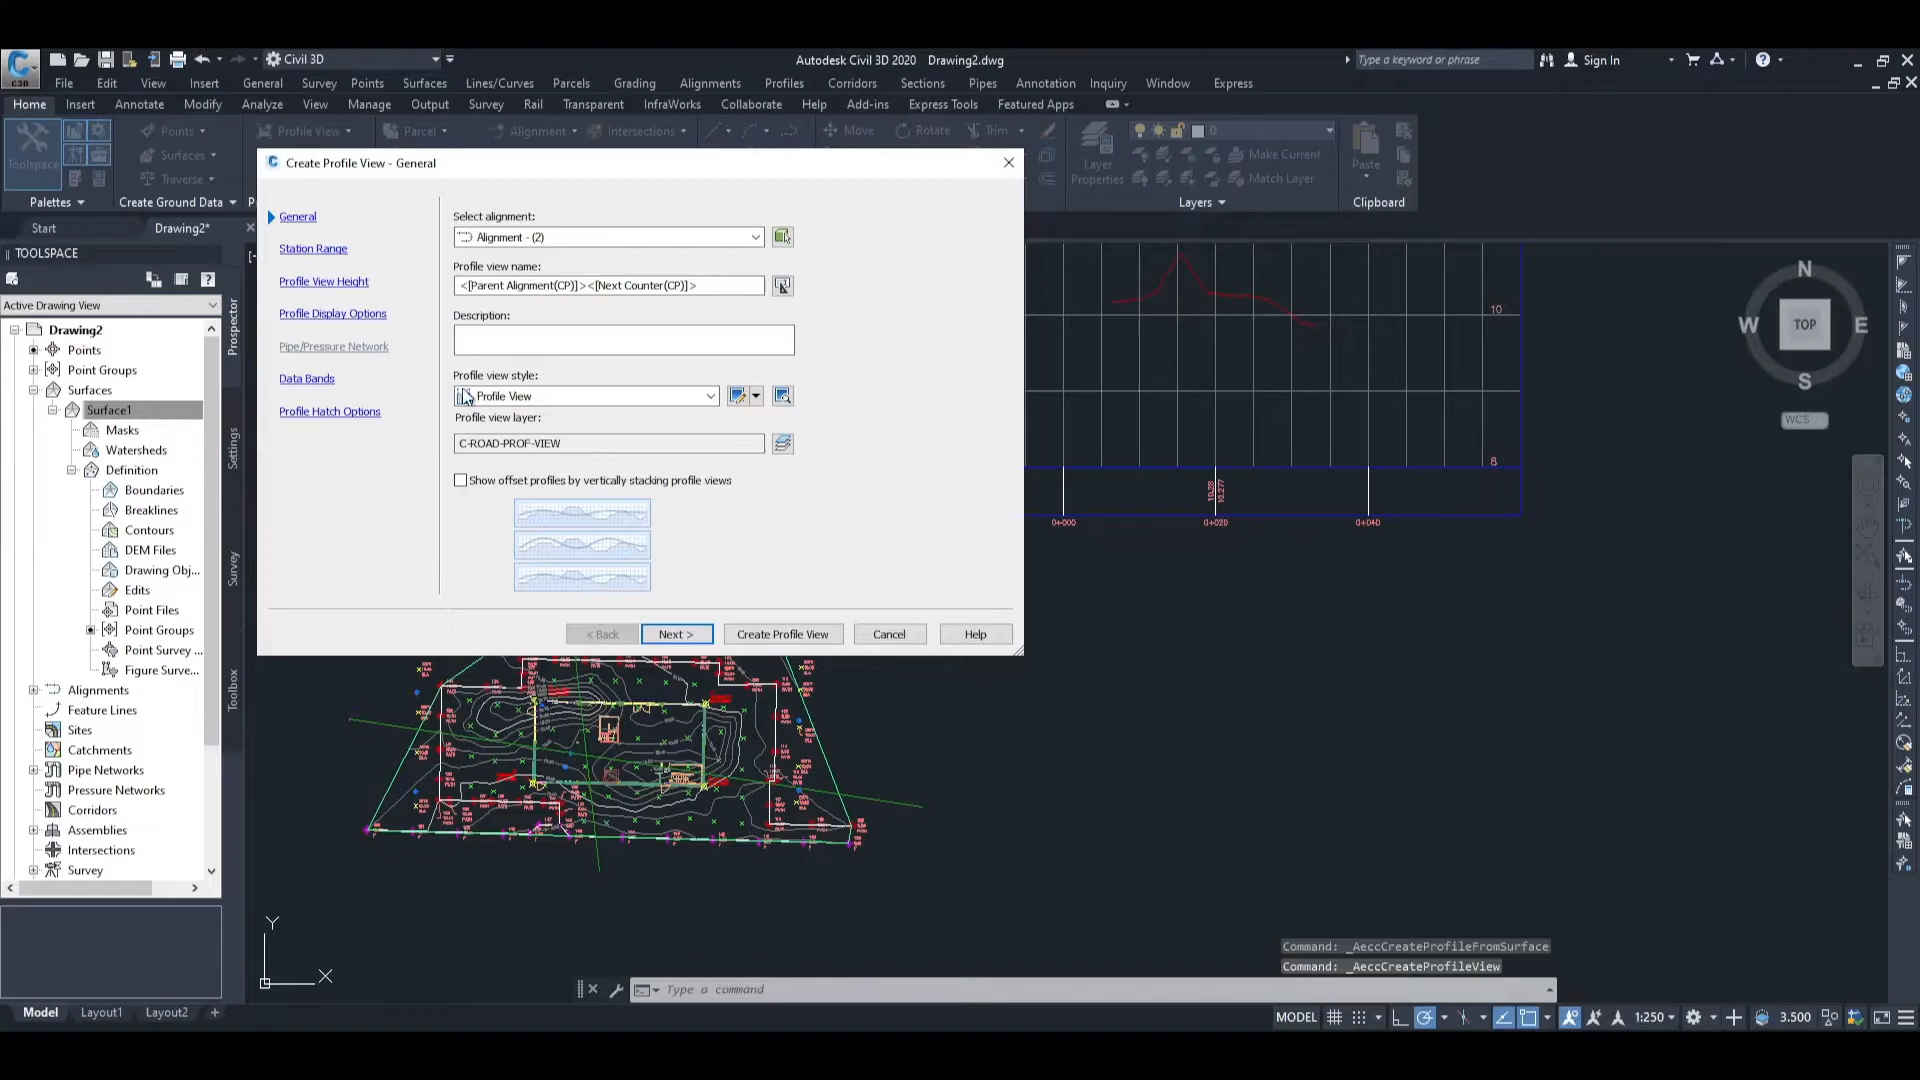 Civil 3D
Autodesk Civil 3D 2020 Drawing2.dwg
Type a keyword or phrase
Sign In
File Edit View Insert General Survey Points Surfaces Lines/Curves Parcels Grading Alignments Profiles Corridors Sections Pipes Annotation Inquiry Window Express
Home Insert Annotate Modify Analyze View Manage Output Survey Rail Transparent InfraWorks Collaborate Help Add-ins Express Tools Featured Apps
Toolspace
Points
Surfaces
Traverse
Profile View
Parcel
Alignment
Intersections
Move
Rotate
Trim
Layer
Properties
0
Make Current
Match Layer
Paste
Palettes
Create Ground Data
Layers
Clipboard
Start
Drawing2*
TOOLSPACE
Active Drawing View
Drawing2
Points
Point Groups
Surfaces
Surface1
Masks
Watersheds
Definition
Boundaries
Breaklines
Contours
DEM Files
Drawing Obj...
Edits
Point Files
Point Groups
Point Survey ...
Figure Surve...
Alignments
Feature Lines
Sites
Catchments
Pipe Networks
Pressure Networks
Corridors
Assemblies
Intersections
Survey
Prospector
Settings
Survey
Toolbox
Create Profile View - General
General
Station Range
Profile View Height
Profile Display Options
Pipe/Pressure Network
Data Bands
Profile Hatch Options
Select alignment:
Alignment - (2)
Profile view name:
<[Parent Alignment(CP)]><[Next Counter(CP)]>
Description:
Profile view style:
Profile View
Profile view layer:
C-ROAD-PROF-VIEW
Show offset profiles by vertically stacking profile views
< Back
Next >
Create Profile View
Cancel
Help
10
8
10.28
10.277
0+000
0+020
0+040
N
W
TOP
E
S
WCS
Y
X
Command: _AeccCreateProfileFromSurface
Command: _AeccCreateProfileView
Type a command
Model Layout1 Layout2 +
MODEL
1:250
3.500